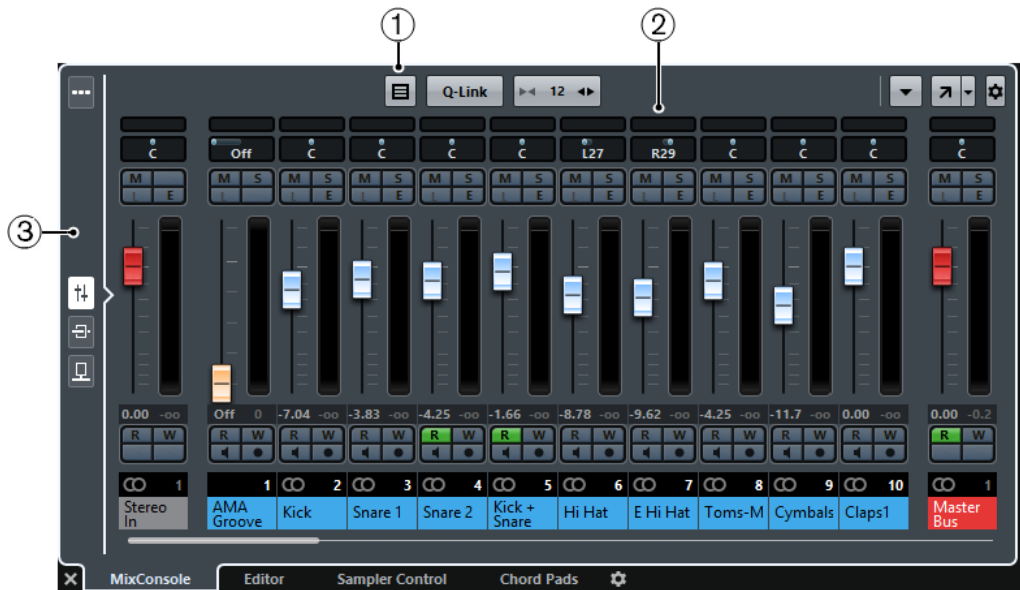 1 2
Q-Link 12
3
C Off C C C C L27 R29 C C C C
M M S M S M S M S M S M S M S M S M S M S M S
L E L E L E L E L E L E L E L E L E L E L E L E
0.00 -oo Off 0 -7.04 -oo -3.83 -oo -4.25 -oo -1.66 -oo -8.78 -oo -9.62 -oo -4.25 -oo -11.7 -oo 0.00 -oo 0.00 -0.2
R W R W R W R W R W R W R W R W R W R W R W R W
1 1 2 3 4 5 6 7 8 9 10 1
Stereo In AMA Groove Kick Snare 1 Snare 2 Kick + Snare Hi Hat E Hi Hat Toms-M Cymbals Claps1 Master Bus
MixConsole Editor Sampler Control Chord Pads